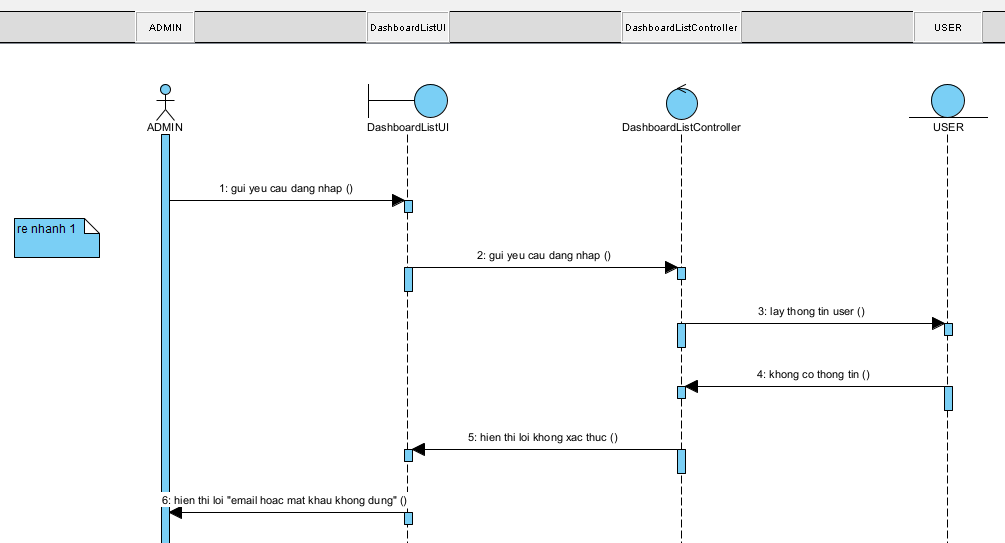 ADMIN
DashboardListUI
DashboardListController
USER
ADMIN
DashboardListUI
DashboardListController
USER
1: gui yeu cau dang nhap ()
re nhanh 1
2: gui yeu cau dang nhap ()
3: lay thong tin user ()
4: khong co thong tin ()
5: hien thi loi khong xac thuc ()
6: hien thi loi "email hoac mat khau khong dung" ()